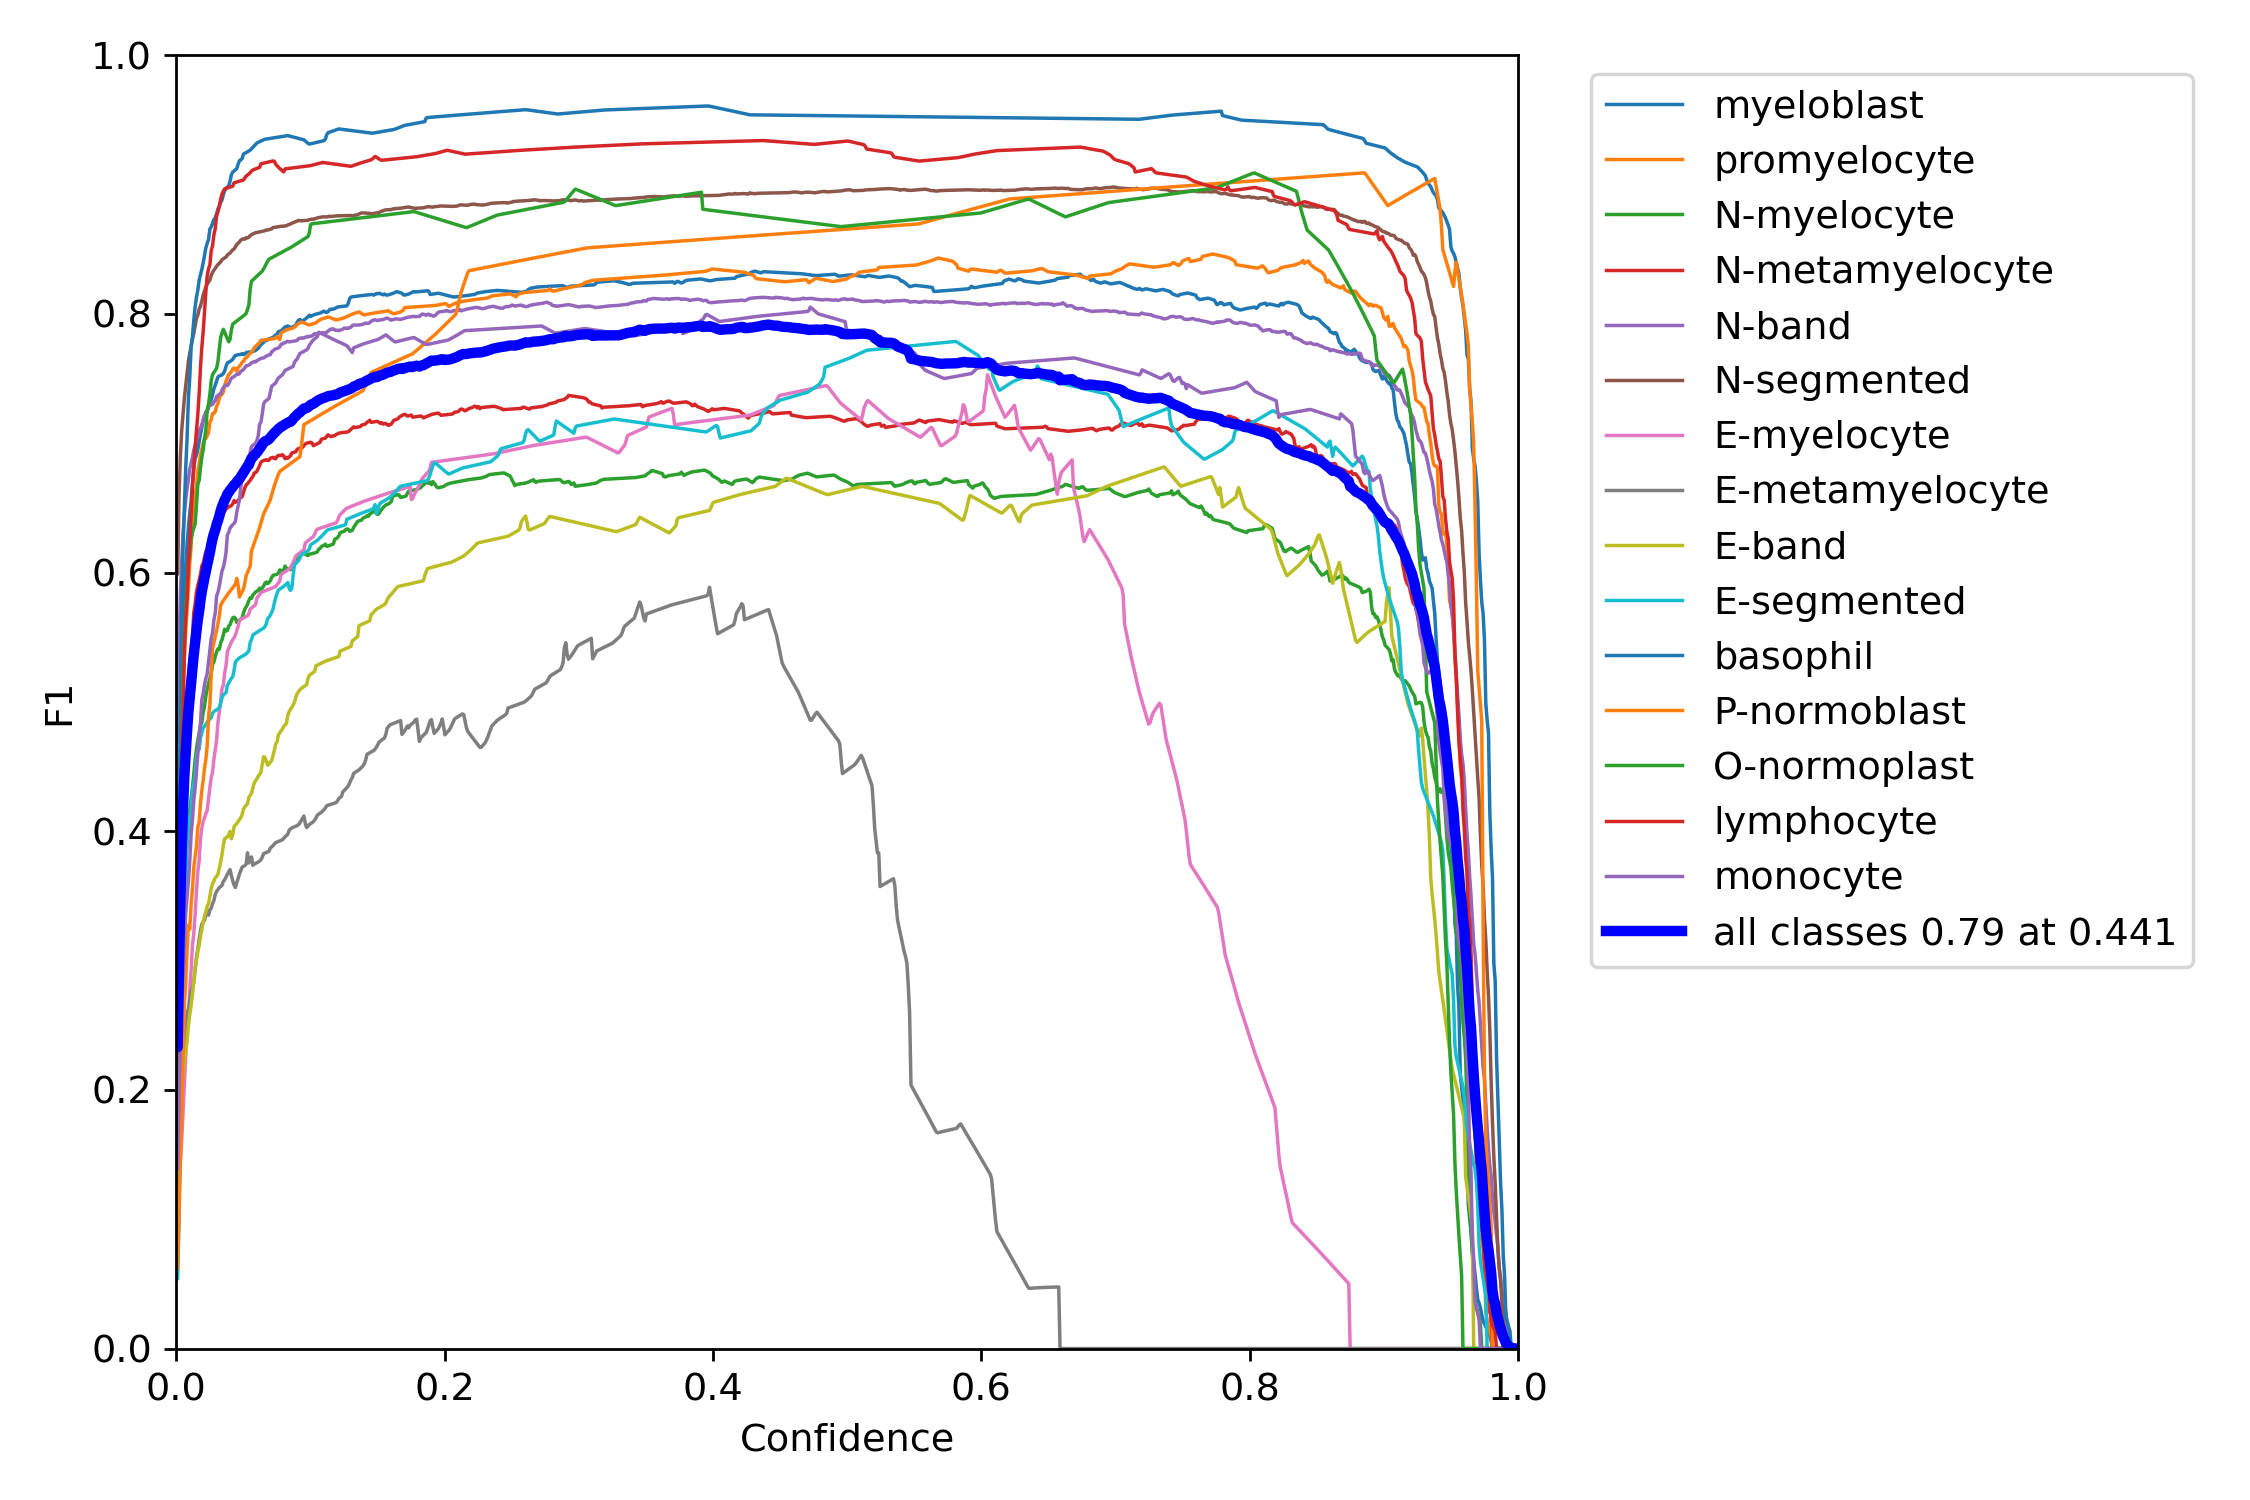 1.0
0.8
0.6
0.4
0.2
0.0
F1
0.0 0.2 0.4 0.6 0.8 1.0
Confidence
myeloblast
promyelocyte
N-myelocyte
N-metamyelocyte
N-band
N-segmented
E-myelocyte
E-metamyelocyte
E-band
E-segmented
basophil
P-normoblast
O-normoplast
lymphocyte
monocyte
all classes 0.79 at 0.441